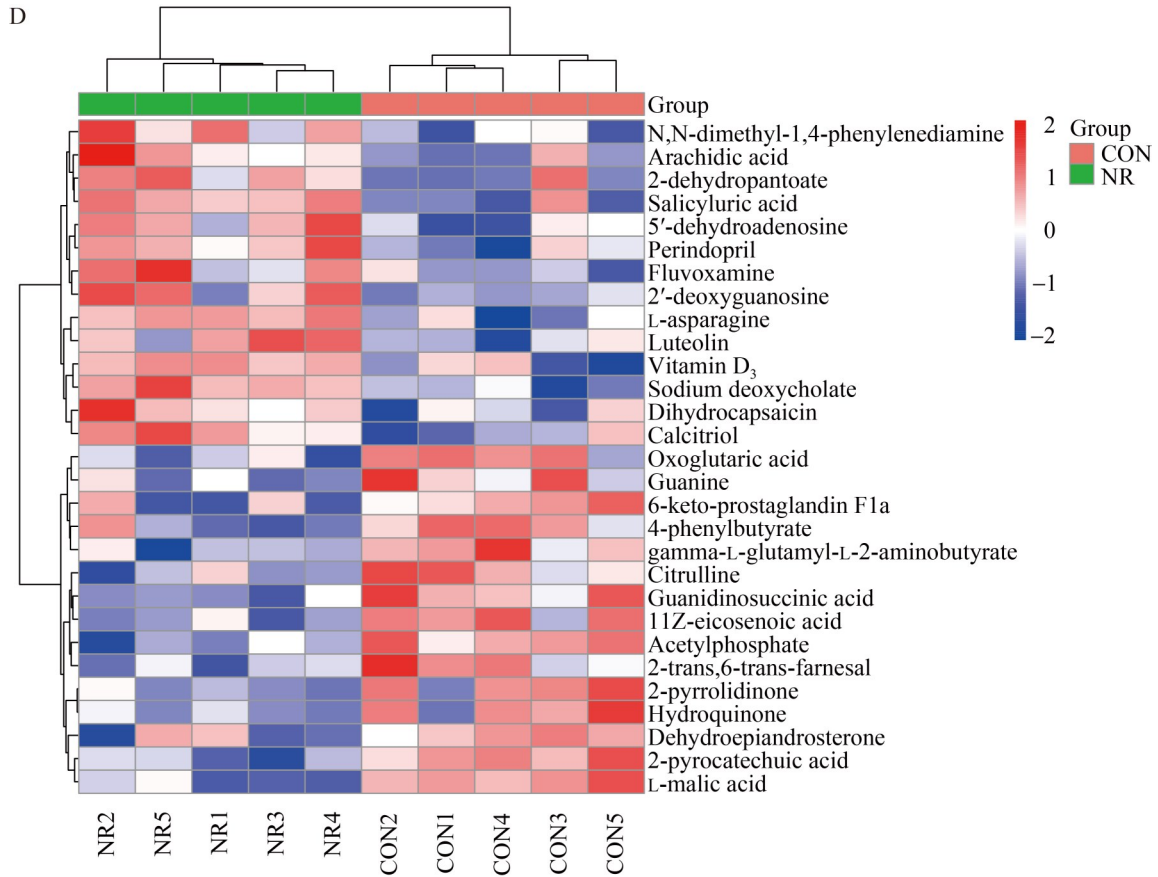 D
Group
N,N-dimethyl-1,4-phenylenediamine
Arachidic acid
2-dehydropantoate
Salicyluric acid
5′-dehydroadenosine
Perindopril
Fluvoxamine
2′-deoxyguanosine
L-asparagine
Luteolin
Vitamin D3
Sodium deoxycholate
Dihydrocapsaicin
Calcitriol
Oxoglutaric acid
Guanine
6-keto-prostaglandin F1a
4-phenylbutyrate
gamma-L-glutamyl-L-2-aminobutyrate
Citrulline
Guanidinosuccinic acid
11Z-eicosenoic acid
Acetylphosphate
2-trans,6-trans-farnesal
2-pyrrolidinone
Hydroquinone
Dehydroepiandrosterone
2-pyrocatechuic acid
L-malic acid
NR2 NR5 NR1 NR3 NR4 CON2 CON1 CON4 CON3 CON5
2
1
0
−1
−2
Group
CON
NR